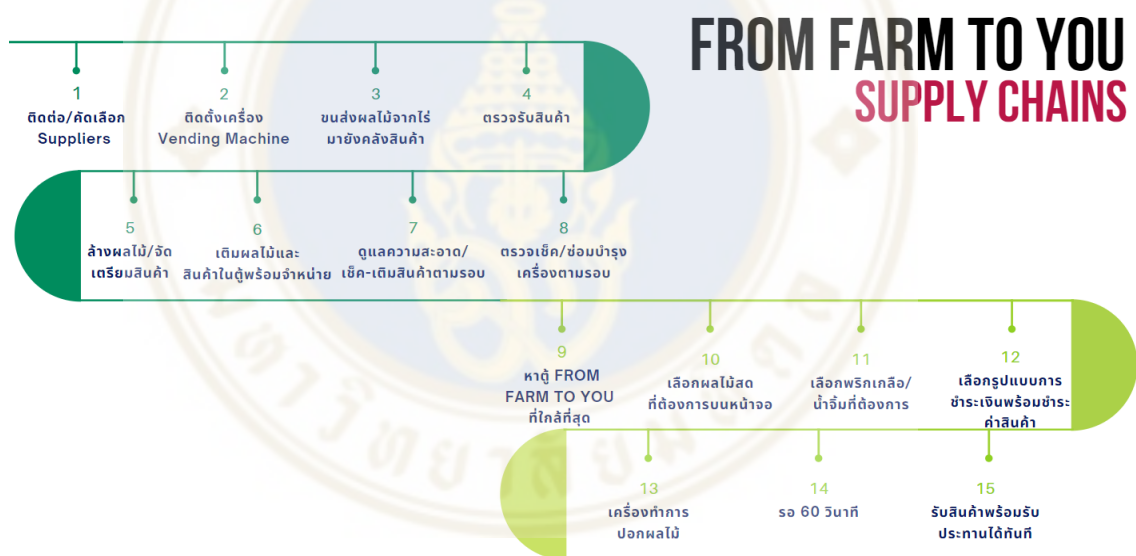 FROM FARM TO YOU
SUPPLY CHAINS
1
ติดต่อ/คัดเลือก
Suppliers
2
ติดตั้งเครื่อง
Vending Machine
3
ขนส่งผลไม้จากไร่
มายังคลังสินค้า
4
ตรวจรับสินค้า
5
ล้างผลไม้/จัด
เตรียมสินค้า
6
เติมผลไม้และ
สินค้าในตู้พร้อมจำหน่าย
7
ดูแลความสะอาด/
เช็ค-เติมสินค้าตามรอบ
8
ตรวจเช็ค/ซ่อมบำรุง
เครื่องตามรอบ
9
หาตู้ FROM
FARM TO YOU
ที่ใกล้ที่สุด
10
เลือกผลไม้สด
ที่ต้องการบนหน้าจอ
11
เลือกพริกเกลือ/
น้ำจิ้มที่ต้องการ
12
เลือกรูปแบบการ
ชำระเงินพร้อมชำระ
ค่าสินค้า
13
เครื่องทำการ
ปอกผลไม้
14
รอ 60 วินาที
15
รับสินค้าพร้อมรับ
ประทานได้ทันที
มหาวิทยาลัยมหิดล